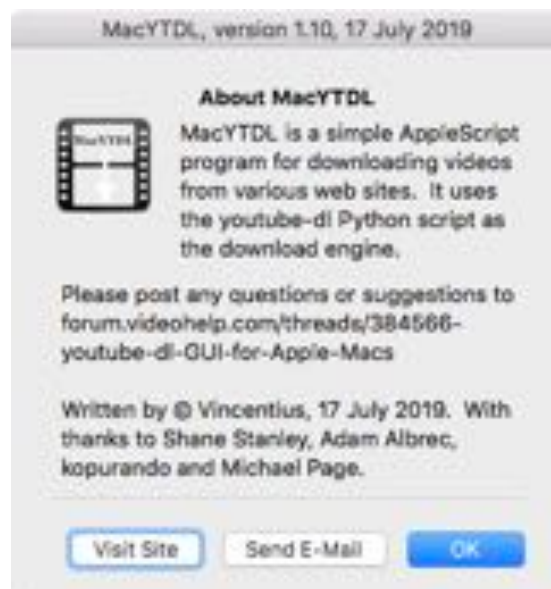 MacYTDL, version 1.10, 17 July 2019
About MacYTDL
MacYTDL
MacYTDL is a simple AppleScript
program for downloading videos
from various web sites. It uses
the youtube-dl Python script as
the download engine.
Please post any questions or suggestions to
forum.videohelp.com/threads/384566-
youtube-dl-GUI-for-Apple-Macs
Written by © Vincentius, 17 July 2019. With
thanks to Shane Stanley, Adam Albrec,
kopurando and Michael Page.
Visit Site
Send E-Mail
OK